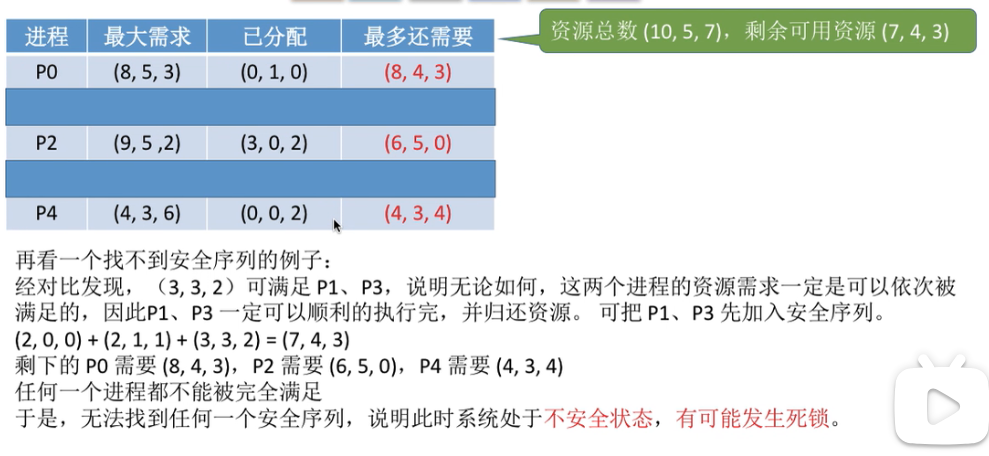 进程 最大需求 已分配 最多还需要
资源总数 (10, 5, 7)，剩余可用资源 (7, 4, 3)
P0 (8, 5, 3) (0, 1, 0) (8, 4, 3)
P2 (9, 5 ,2) (3, 0, 2) (6, 5, 0)
P4 (4, 3, 6) (0, 0, 2) (4, 3, 4)
再看一个找不到安全序列的例子：
经对比发现，（3, 3, 2）可满足 P1、P3，说明无论如何，这两个进程的资源需求一定是可以依次被
满足的，因此P1、P3 一定可以顺利的执行完，并归还资源。 可把 P1、P3 先加入安全序列。
(2, 0, 0) + (2, 1, 1) + (3, 3, 2) = (7, 4, 3)
剩下的 P0 需要 (8, 4, 3)，P2 需要 (6, 5, 0)，P4 需要 (4, 3, 4)
任何一个进程都不能被完全满足
于是，无法找到任何一个安全序列，说明此时系统处于不安全状态，有可能发生死锁。